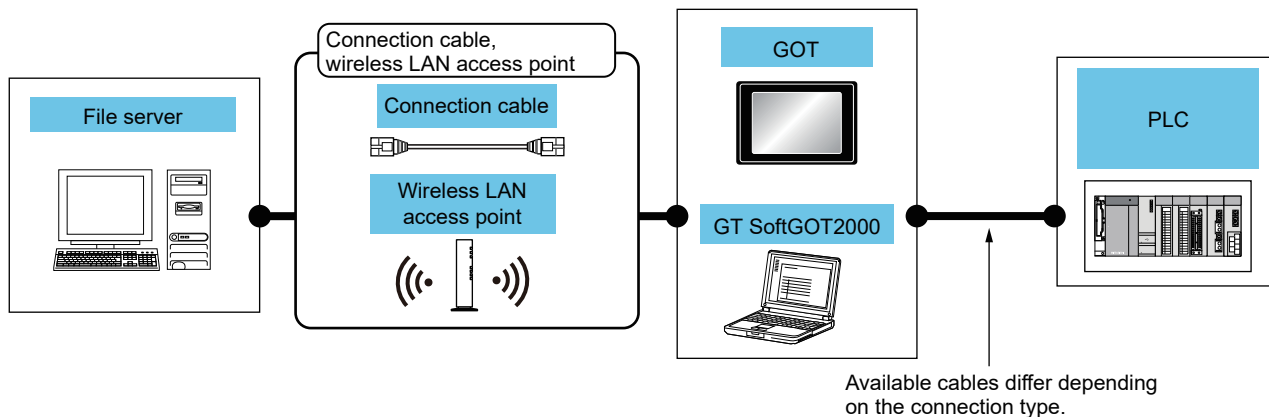 Connection cable,
wireless LAN access point
File server
Connection cable
Wireless LAN
access point
GOT
GT SoftGOT2000
PLC
Available cables differ depending
on the connection type.